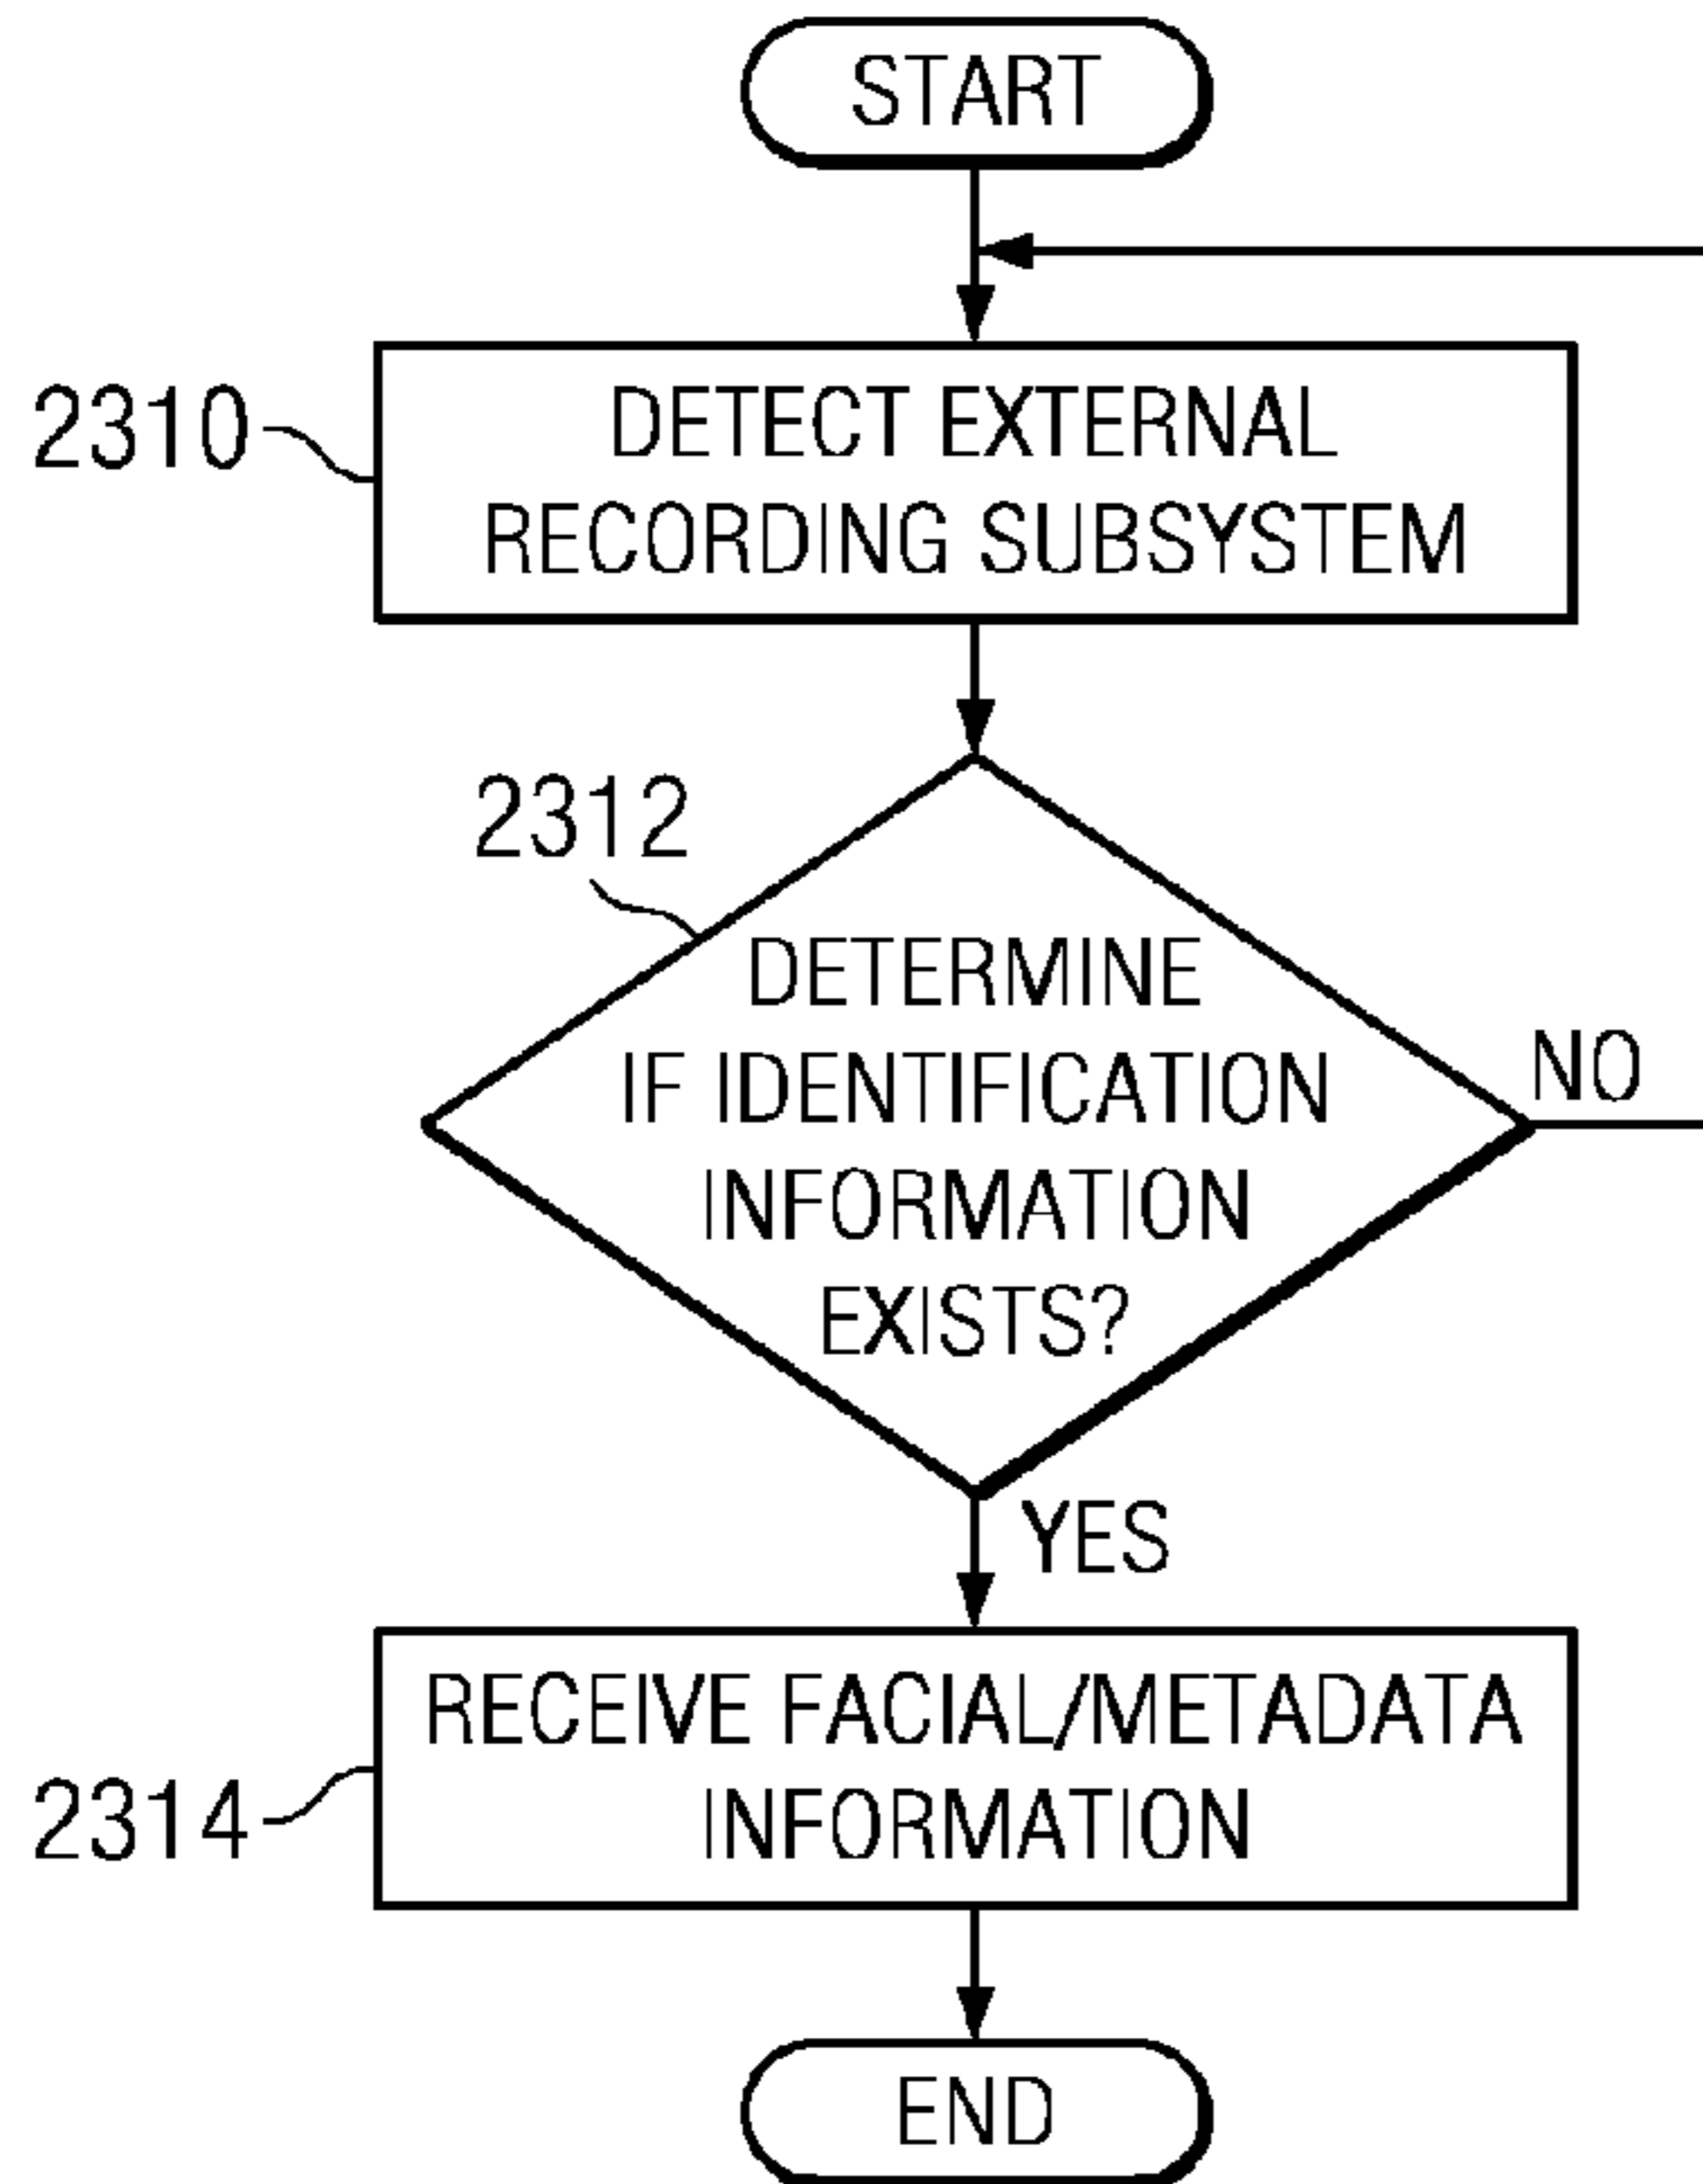 START
2310
DETECT EXTERNAL
RECORDING SUBSYSTEM
2312
DETERMINE
IF IDENTIFICATION
INFORMATION
EXISTS?
NO
YES
2314
RECEIVE FACIAL/METADATA
INFORMATION
END